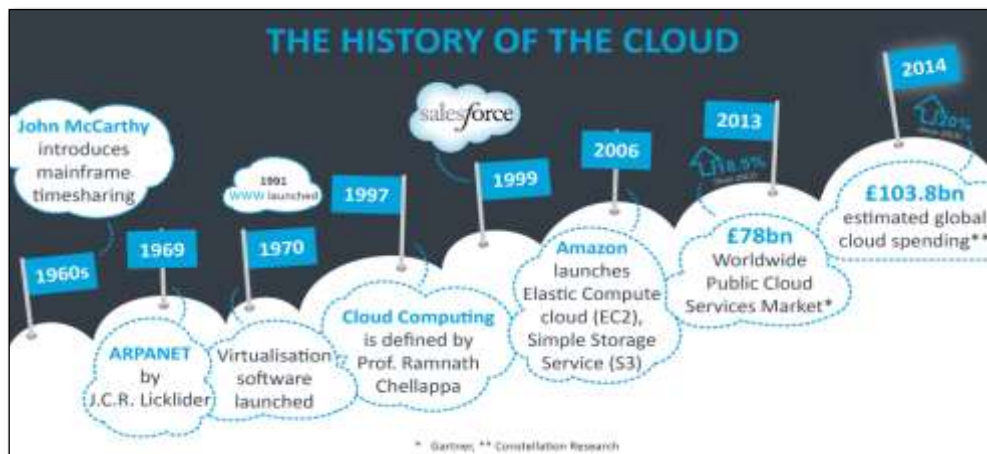 THE HISTORY OF THE CLOUD
John McCarthy
introduces
mainframe
timesharing
1960s
1969
ARPANET
by
J.C.R. Licklider
1991
WWW launched
1970
Virtualisation
software
launched
1997
Cloud Computing
is defined by
Prof. Ramnath
Chellappa
salesforce
1999
2006
Amazon
launches
Elastic Compute
cloud (EC2),
Simple Storage
Service (S3)
2013
18.5%
£78bn
Worldwide
Public Cloud
Services Market*
2014
20%
£103.8bn
estimated global
cloud spending**
* Gartner, ** Constellation Research